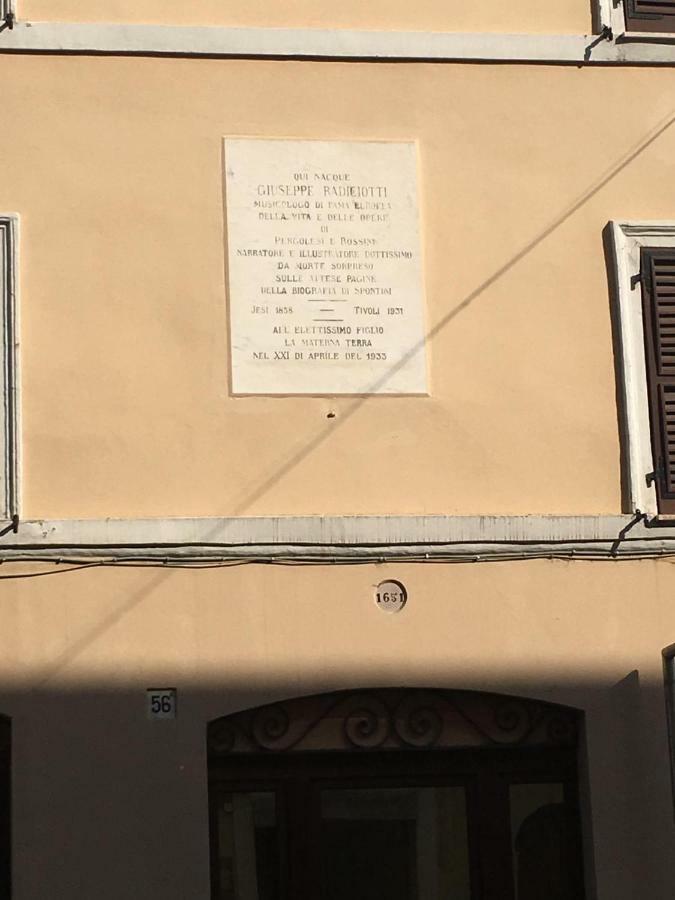 QUI NACQUE
GIUSEPPE RADICIOTTI
MUSICOLOGO DI FAMA EUROPEA
DELLA VITA E DELLE OPERE
DI
PERGOLESI E ROSSINI
NARRATORE E ILLUSTRATORE DOTTISSIMO
DA MORTE SORPRESO
SULLE ATTESE PAGINE
DELLA BIOGRAFIA DI SPONTINI
JESI 1858 — TIVOLI 1931
ALL'ELETTISSIMO FIGLIO
LA MATERNA TERRA
NEL XXI DI APRILE DEL 1933
1651
56